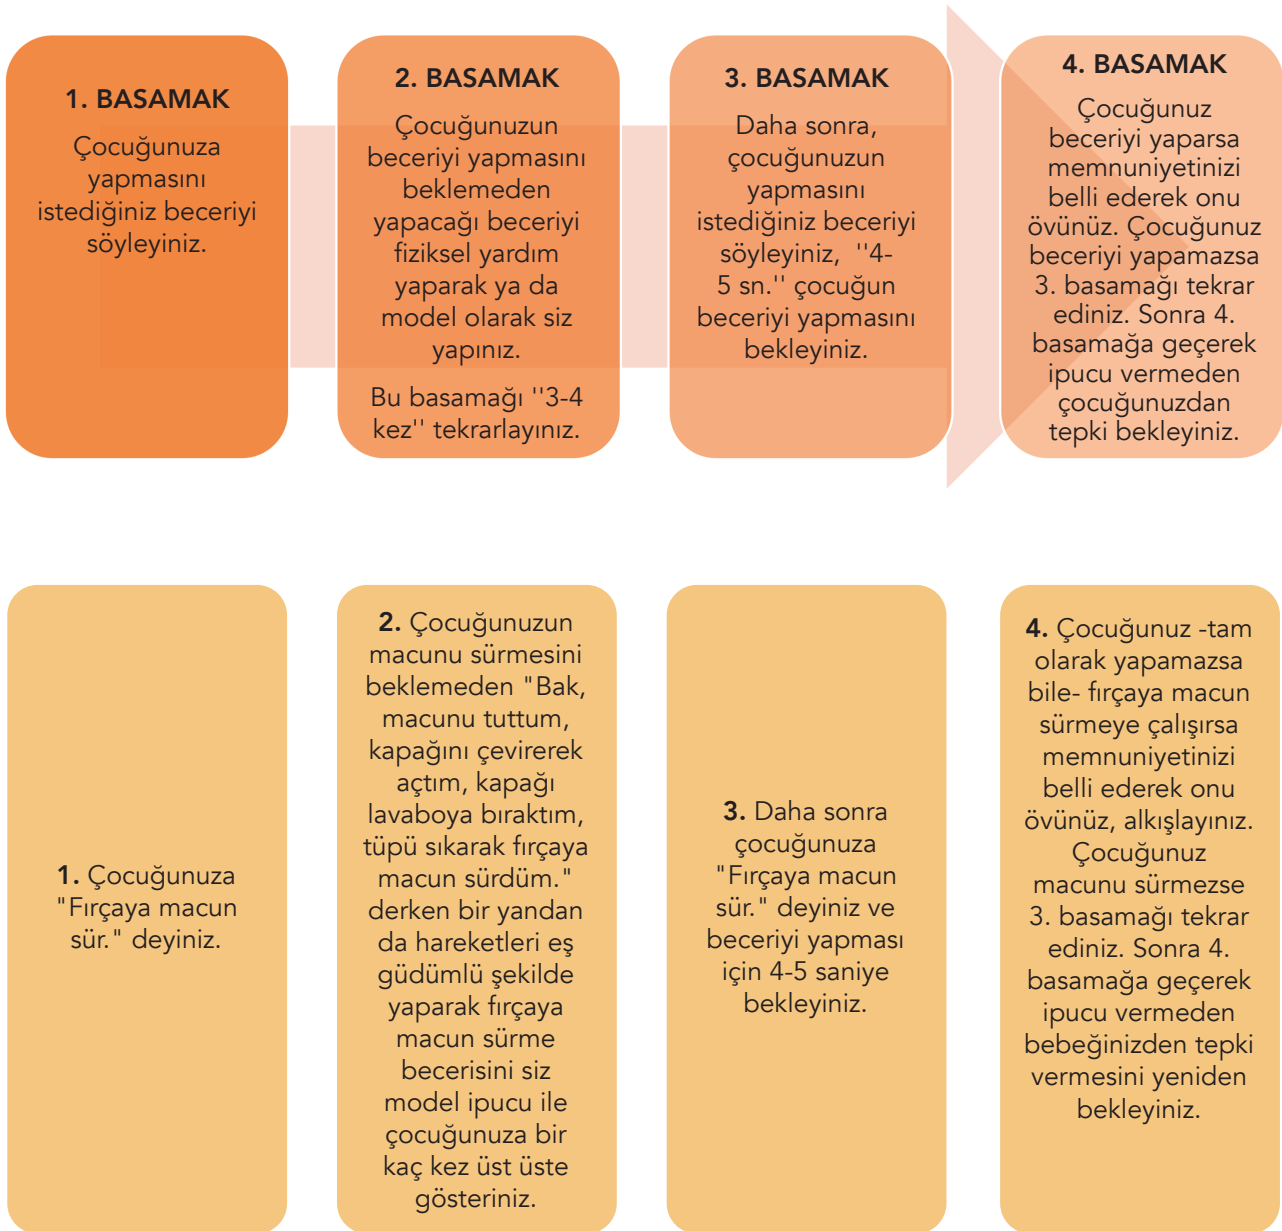 1. BASAMAK
Çocuğunuza
yapmasını
istediğiniz beceriyi
söyleyiniz.
2. BASAMAK
Çocuğunuzun
beceriyi yapmasını
beklemeden
yapacağı beceriyi
fiziksel yardım
yaparak ya da
model olarak siz
yapınız.
Bu basamağı ''3-4
kez'' tekrarlayınız.
3. BASAMAK
Daha sonra,
çocuğunuzun
yapmasını
istediğiniz beceriyi
söyleyiniz, ''4-
5 sn.'' çocuğun
beceriyi yapmasını
bekleyiniz.
4. BASAMAK
Çocuğunuz
beceriyi yaparsa
memnuniyetinizi
belli ederek onu
övünüz. Çocuğunuz
beceriyi yapamazsa
3. basamağı tekrar
ediniz. Sonra 4.
basamağa geçerek
ipucu vermeden
çocuğunuzdan
tepki bekleyiniz.
1. Çocuğunuza
"Fırçaya macun
sür." deyiniz.
2. Çocuğunuzun
macunu sürmesini
beklemeden "Bak,
macunu tuttum,
kapağını çevirerek
açtım, kapağı
lavaboya bıraktım,
tüpü sıkarak fırçaya
macun sürdüm."
derken bir yandan
da hareketleri eş
güdümlü şekilde
yaparak fırçaya
macun sürme
becerisini siz
model ipucu ile
çocuğunuza bir
kaç kez üst üste
gösteriniz.
3. Daha sonra
çocuğunuza
"Fırçaya macun
sür." deyiniz ve
beceriyi yapması
için 4-5 saniye
bekleyiniz.
4. Çocuğunuz -tam
olarak yapamazsa
bile- fırçaya macun
sürmeye çalışırsa
memnuniyetinizi
belli ederek onu
övünüz, alkışlayınız.
Çocuğunuz
macunu sürmezse
3. basamağı tekrar
ediniz. Sonra 4.
basamağa geçerek
ipucu vermeden
bebeğinizden tepki
vermesini yeniden
bekleyiniz.